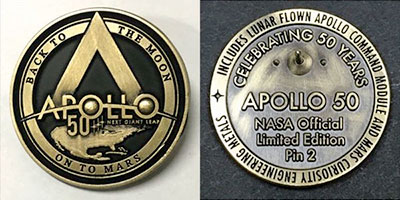 BACK TO THE MOON
APOLLO
50th NEXT GIANT LEAP
ON TO MARS
INCLUDES LUNAR FLOWN APOLLO COMMAND MODULE AND MARS CURIOSITY ENGINEERING METALS
CELEBRATING 50 YEARS
APOLLO 50
NASA Official
Limited Edition
Pin 2